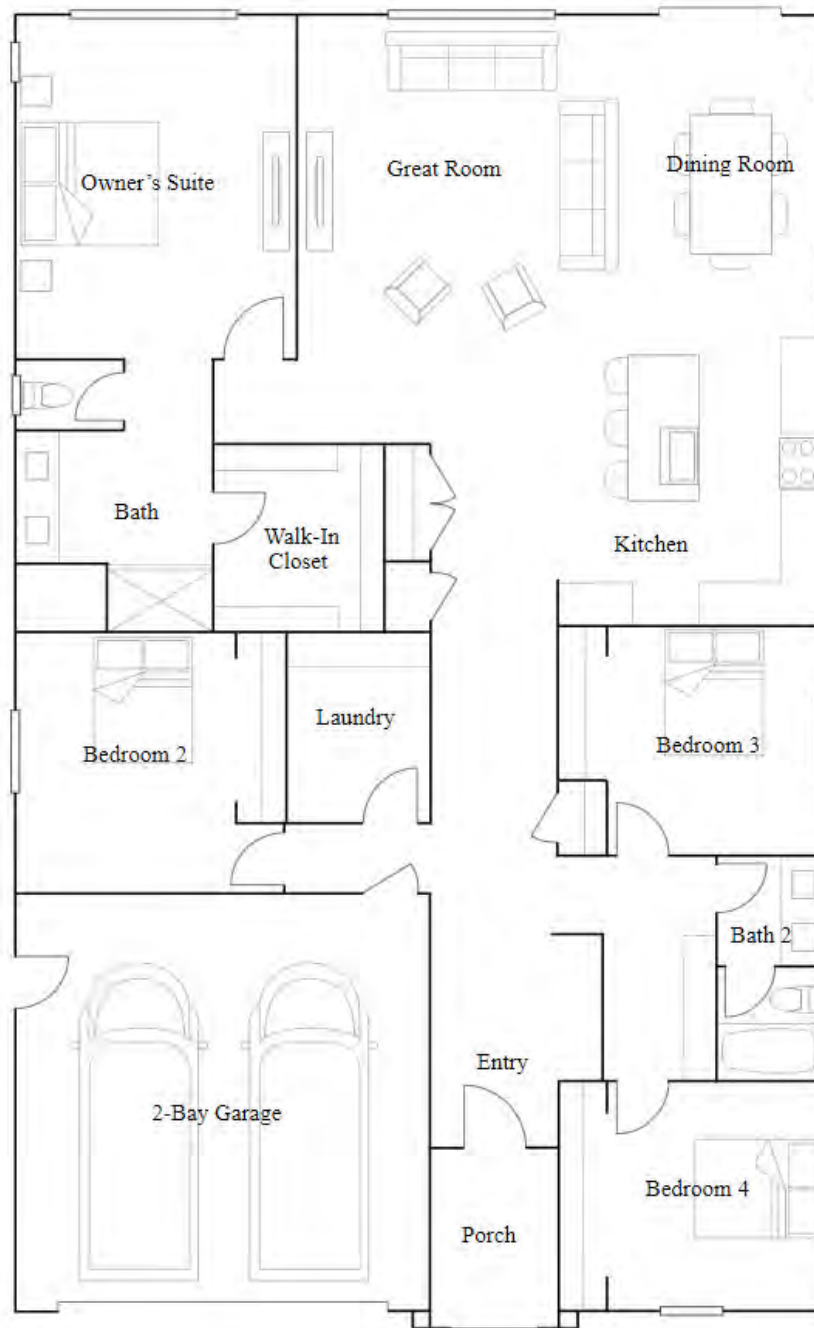 Owner's Suite
Great Room
Dining Room
Bath
Walk-In
Closet
Kitchen
Bedroom 2
Laundry
Bedroom 3
Bath 2
Entry
2-Bay Garage
Bedroom 4
Porch